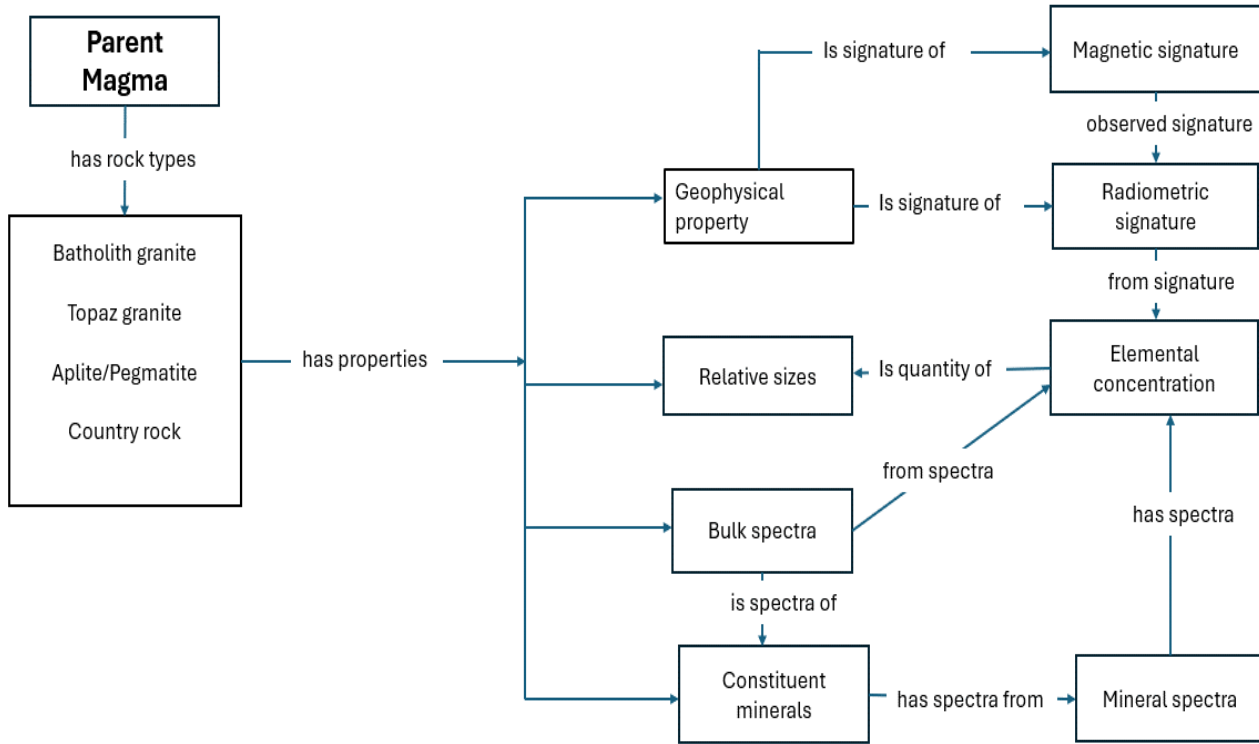 Parent
Magma
has rock types
Batholith granite
Topaz granite
Aplite/Pegmatite
Country rock
has properties
Is signature of
Magnetic signature
observed signature
Geophysical
property
Is signature of
Radiometric
signature
from signature
Relative sizes
Is quantity of
Elemental
concentration
from spectra
Bulk spectra
has spectra
is spectra of
Constituent
minerals
has spectra from
Mineral spectra